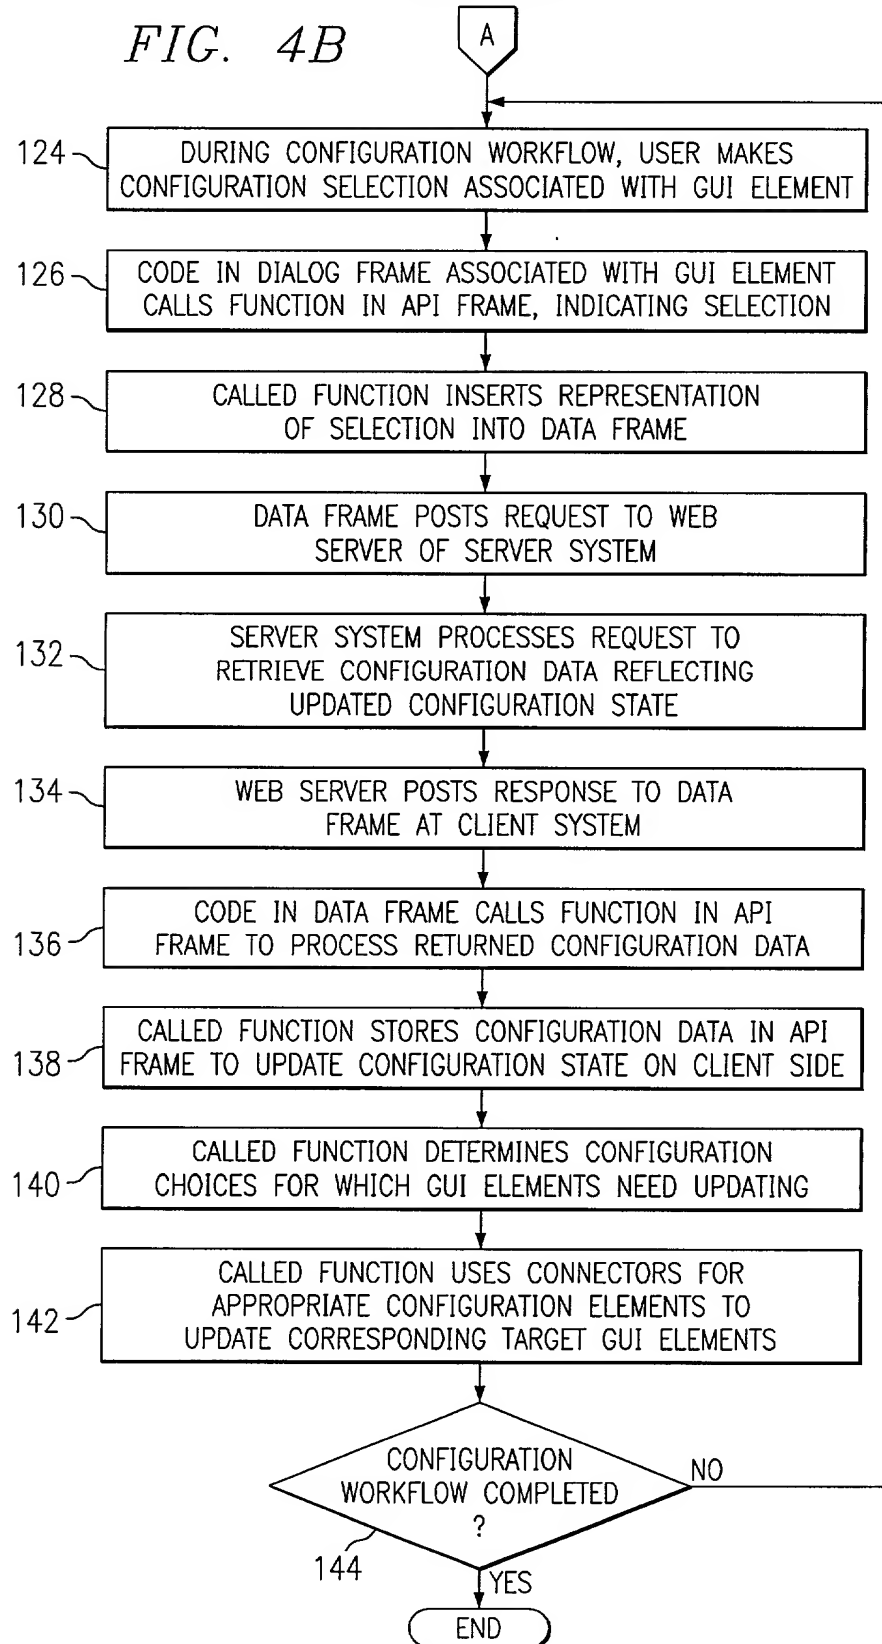 FIG. 4B
A
124
DURING CONFIGURATION WORKFLOW, USER MAKES
CONFIGURATION SELECTION ASSOCIATED WITH GUI ELEMENT
126
CODE IN DIALOG FRAME ASSOCIATED WITH GUI ELEMENT
CALLS FUNCTION IN API FRAME, INDICATING SELECTION
128
CALLED FUNCTION INSERTS REPRESENTATION
OF SELECTION INTO DATA FRAME
130
DATA FRAME POSTS REQUEST TO WEB
SERVER OF SERVER SYSTEM
132
SERVER SYSTEM PROCESSES REQUEST TO
RETRIEVE CONFIGURATION DATA REFLECTING
UPDATED CONFIGURATION STATE
134
WEB SERVER POSTS RESPONSE TO DATA
FRAME AT CLIENT SYSTEM
136
CODE IN DATA FRAME CALLS FUNCTION IN API
FRAME TO PROCESS RETURNED CONFIGURATION DATA
138
CALLED FUNCTION STORES CONFIGURATION DATA IN API
FRAME TO UPDATE CONFIGURATION STATE ON CLIENT SIDE
140
CALLED FUNCTION DETERMINES CONFIGURATION
CHOICES FOR WHICH GUI ELEMENTS NEED UPDATING
142
CALLED FUNCTION USES CONNECTORS FOR
APPROPRIATE CONFIGURATION ELEMENTS TO
UPDATE CORRESPONDING TARGET GUI ELEMENTS
CONFIGURATION
WORKFLOW COMPLETED
?
NO
144
YES
END